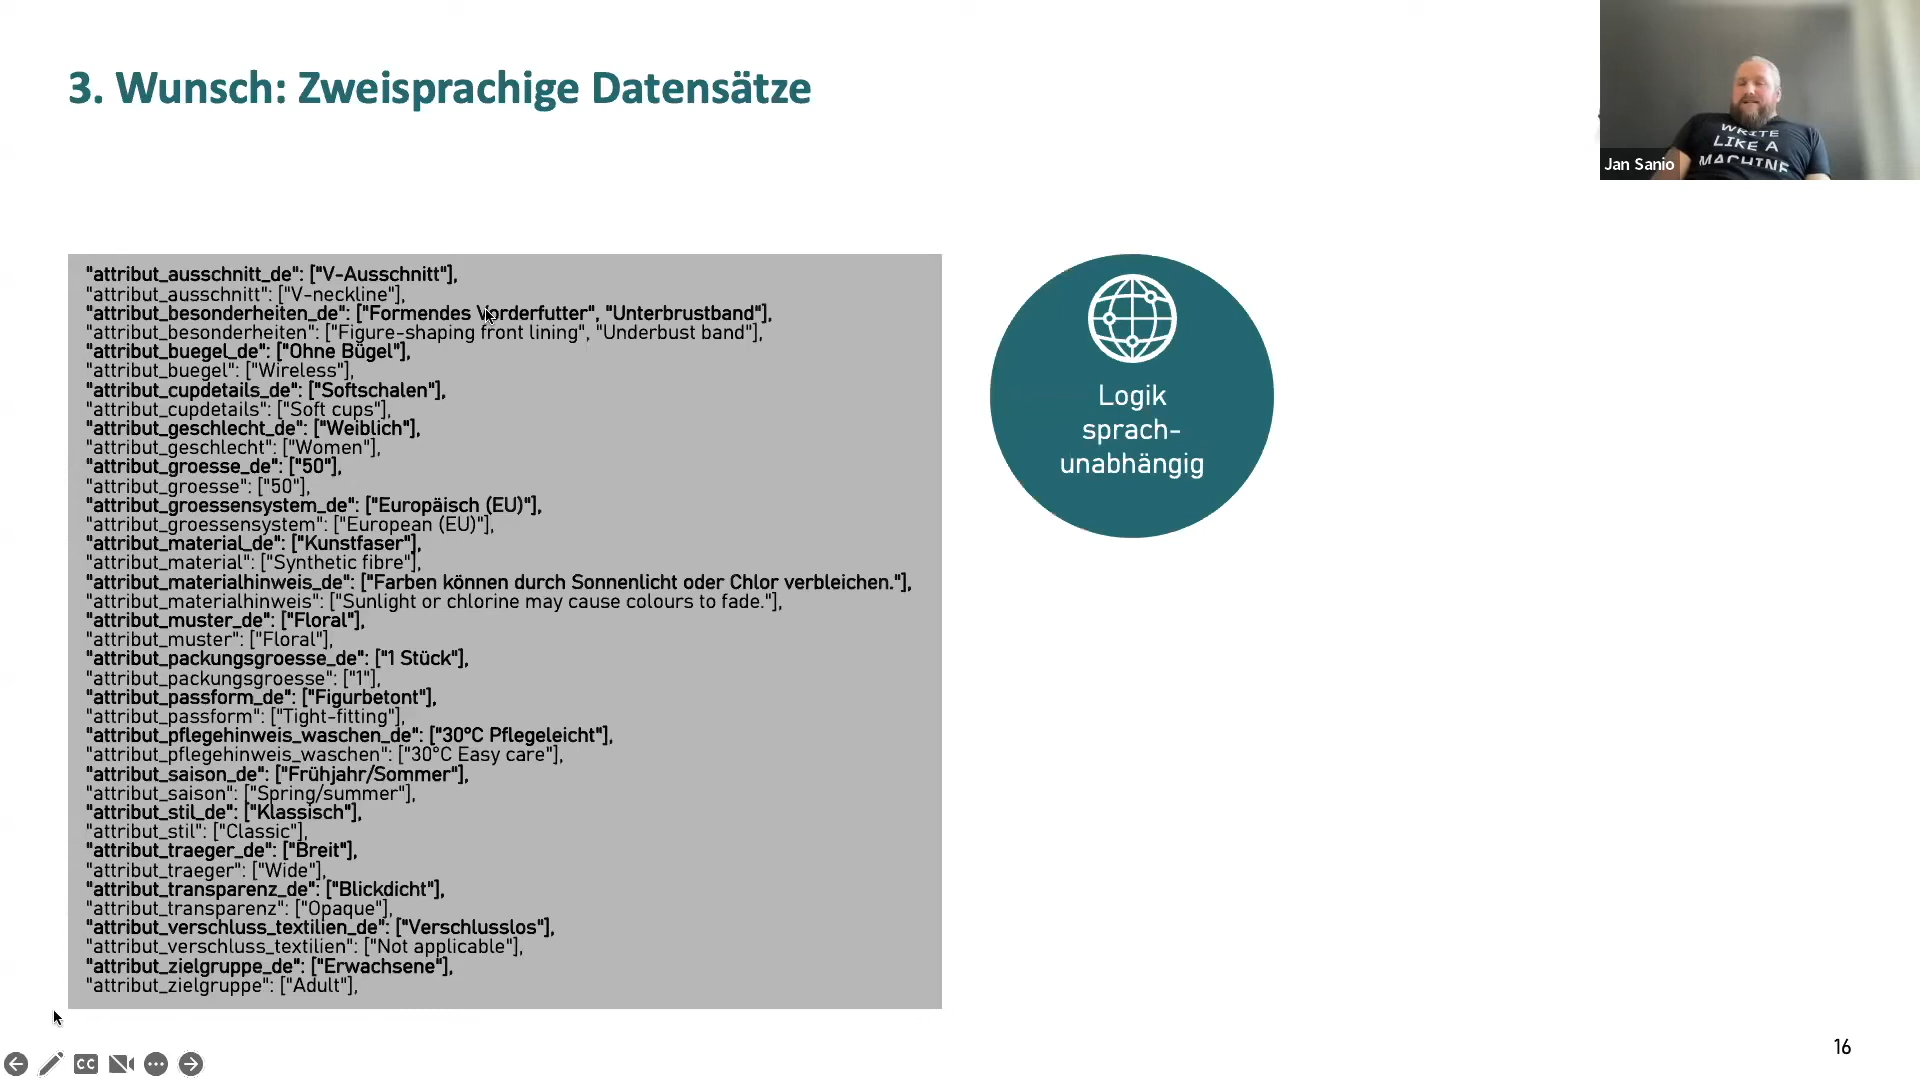 3. Wunsch: Zweisprachige Datensätze
WRITE
LIKE A
MACHINE
Jan Sanio
"attribut_ausschnitt_de": ["V-Ausschnitt"],
"attribut_ausschnitt": ["V-neckline"],
"attribut_besonderheiten_de": ["Formendes Vorderfutter", "Unterbrustband"],
"attribut_besonderheiten": ["Figure-shaping front lining", "Underbust band"],
"attribut_buegel_de": ["Ohne Bügel"],
"attribut_buegel": ["Wireless"],
"attribut_cupdetails_de": ["Softschalen"],
"attribut_cupdetails": ["Soft cups"],
"attribut_geschlecht_de": ["Weiblich"],
"attribut_geschlecht": ["Women"],
"attribut_groesse_de": ["50"],
"attribut_groesse": ["50"],
"attribut_groessensystem_de": ["Europäisch (EU)"],
"attribut_groessensystem": ["European (EU)"],
"attribut_material_de": ["Kunstfaser"],
"attribut_material": ["Synthetic fibre"],
"attribut_materialhinweis_de": ["Farben können durch Sonnenlicht oder Chlor verbleichen."],
"attribut_materialhinweis": ["Sunlight or chlorine may cause colours to fade."],
"attribut_muster_de": ["Floral"],
"attribut_muster": ["Floral"],
"attribut_packungsgroesse_de": ["1 Stück"],
"attribut_packungsgroesse": ["1"],
"attribut_passform_de": ["Figurbetont"],
"attribut_passform": ["Tight-fitting"],
"attribut_pflegehinweis_waschen_de": ["30°C Pflegeleicht"],
"attribut_pflegehinweis_waschen": ["30°C Easy care"],
"attribut_saison_de": ["Frühjahr/Sommer"],
"attribut_saison": ["Spring/summer"],
"attribut_stil_de": ["Klassisch"],
"attribut_stil": ["Classic"],
"attribut_traeger_de": ["Breit"],
"attribut_traeger": ["Wide"],
"attribut_transparenz_de": ["Blickdicht"],
"attribut_transparenz": ["Opaque"],
"attribut_verschluss_textilien_de": ["Verschlusslos"],
"attribut_verschluss_textilien": ["Not applicable"],
"attribut_zielgruppe_de": ["Erwachsene"],
"attribut_zielgruppe": ["Adult"],
Logik
sprach-
unabhängig
CC
16